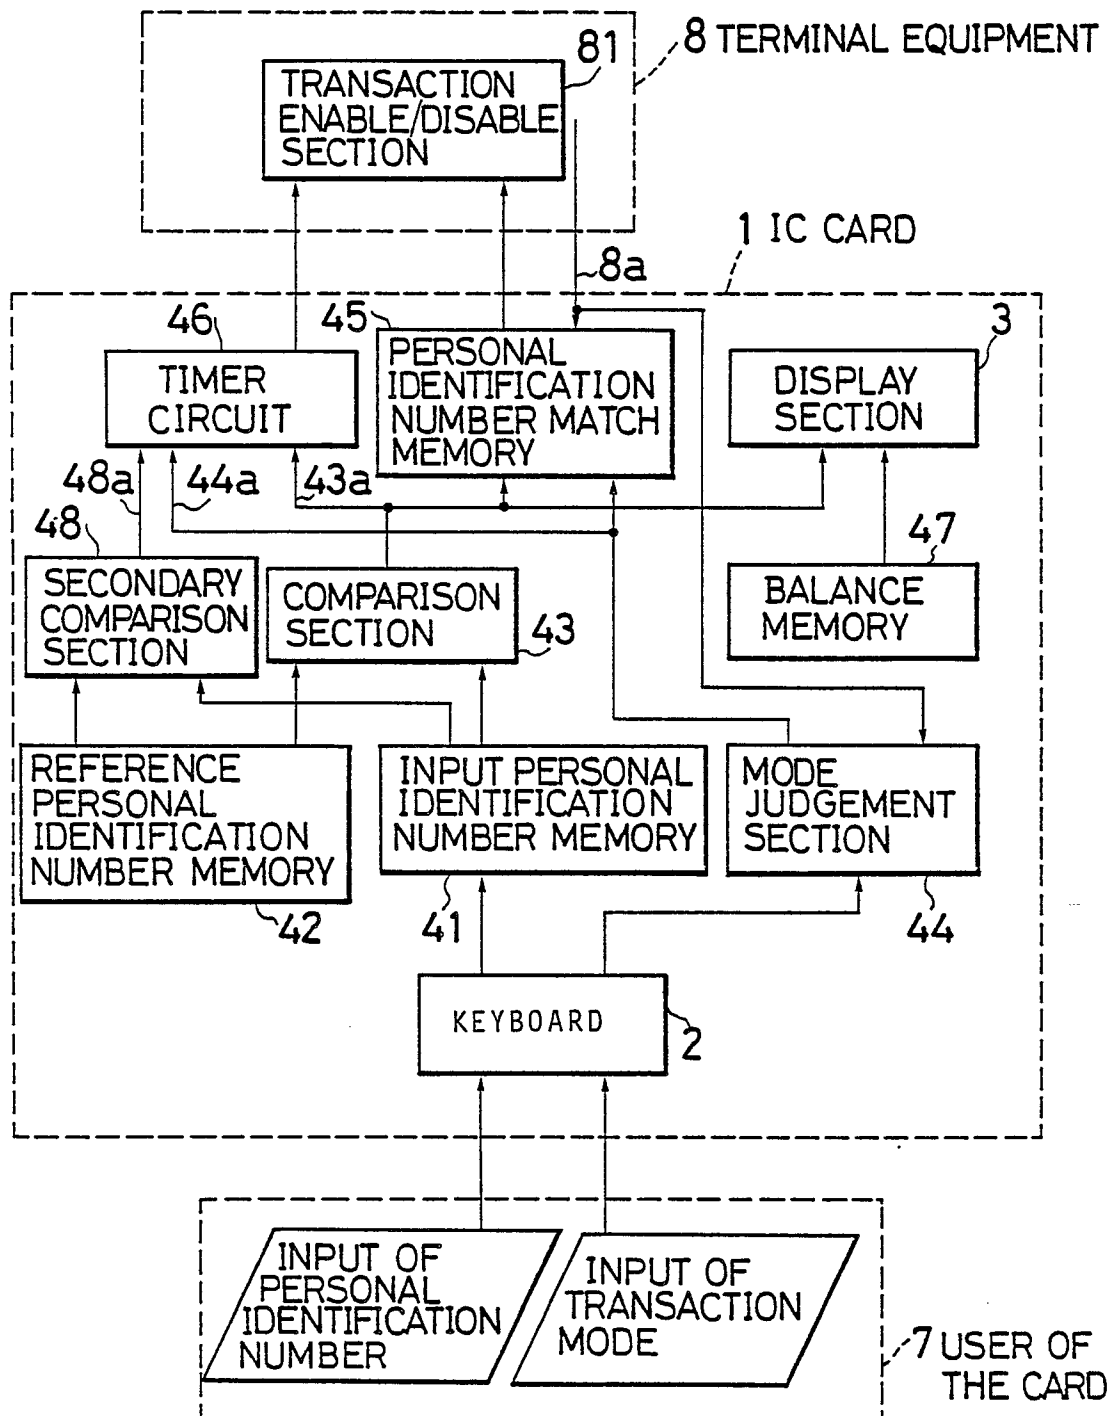 8 TERMINAL EQUIPMENT
81
TRANSACTION
ENABLE/DISABLE
SECTION
1 IC CARD
8a
46
TIMER
CIRCUIT
45
PERSONAL
IDENTIFICATION
NUMBER MATCH
MEMORY
3
DISPLAY
SECTION
48a
44a
43a
48
SECONDARY
COMPARISON
SECTION
COMPARISON
SECTION
43
47
BALANCE
MEMORY
REFERENCE
PERSONAL
IDENTIFICATION
NUMBER MEMORY
42
INPUT PERSONAL
IDENTIFICATION
NUMBER MEMORY
41
MODE
JUDGEMENT
SECTION
44
KEYBOARD
2
INPUT OF
PERSONAL
IDENTIFICATION
NUMBER
INPUT OF
TRANSACTION
MODE
7 USER OF
THE CARD